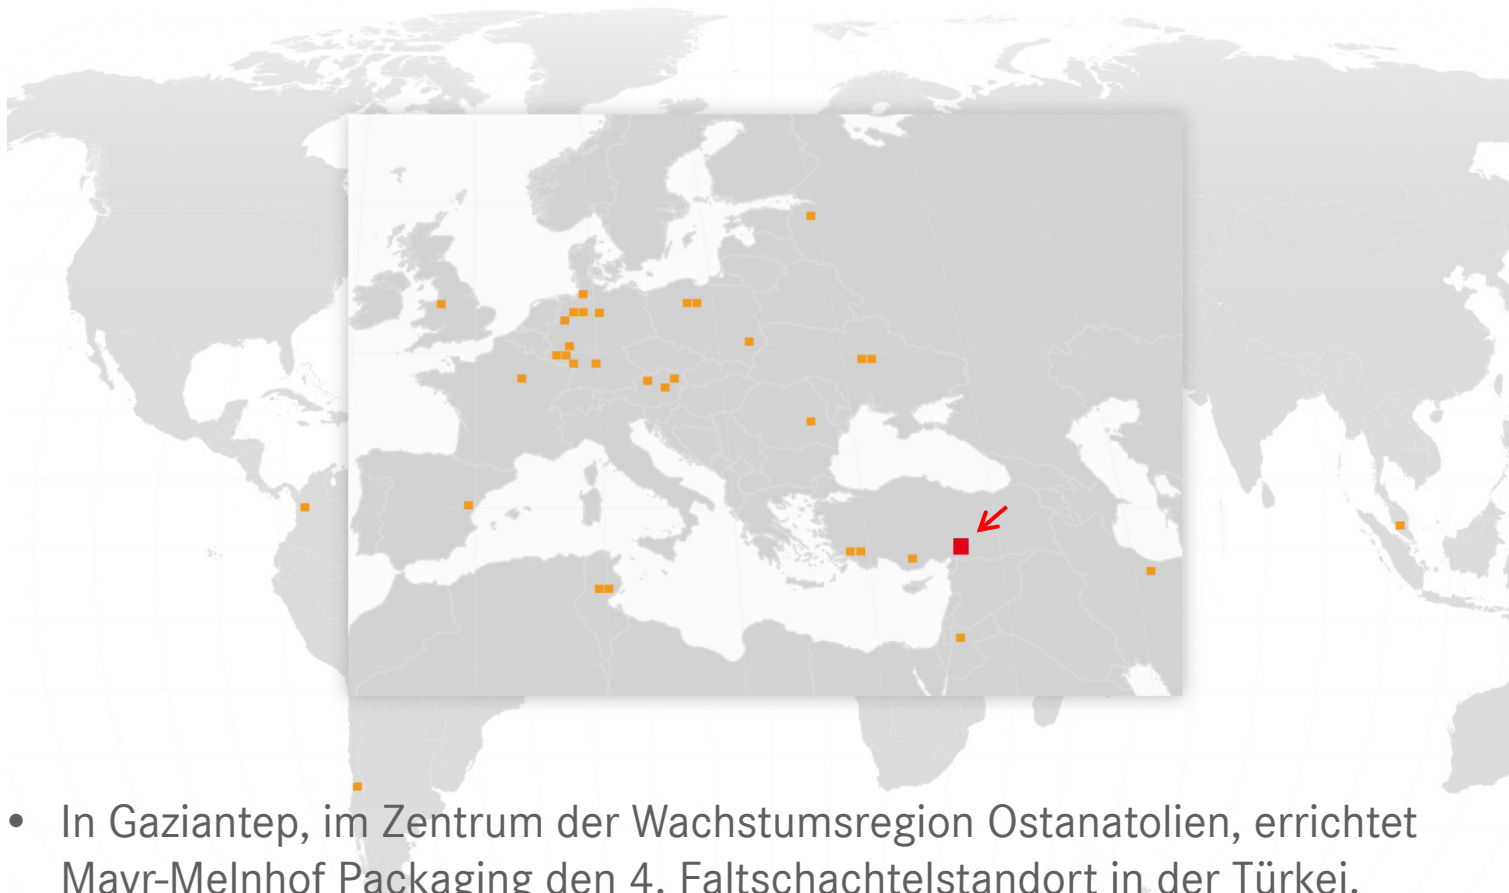 • In Gaziantep, im Zentrum der Wachstumsregion Ostanatolien, errichtet
Mayr-Melnhof Packaging den 4. Faltschachtelstandort in der Türkei.